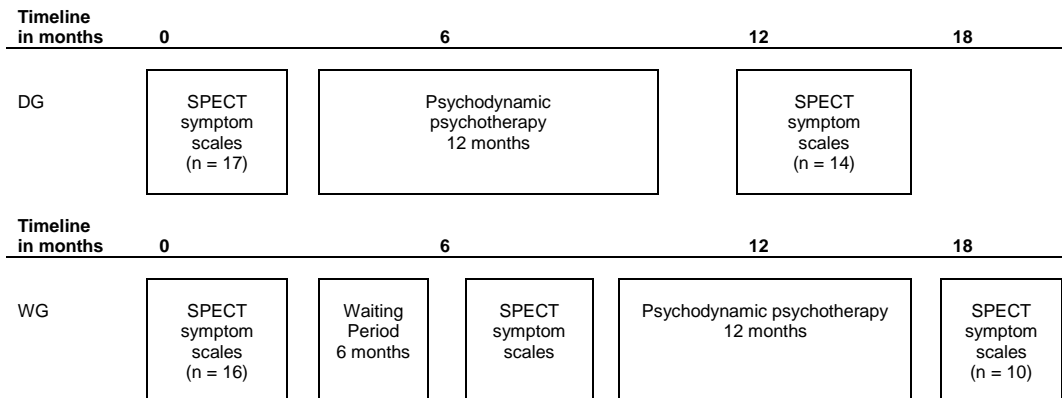 Timeline
in months 0 6 12 18
DG
SPECT
symptom
scales
(n = 17)
Psychodynamic
psychotherapy
12 months
SPECT
symptom
scales
(n = 14)
Timeline
in months 0 6 12 18
WG
SPECT
symptom
scales
(n = 16)
Waiting
Period
6 months
SPECT
symptom
scales
Psychodynamic psychotherapy
12 months
SPECT
symptom
scales
(n = 10)